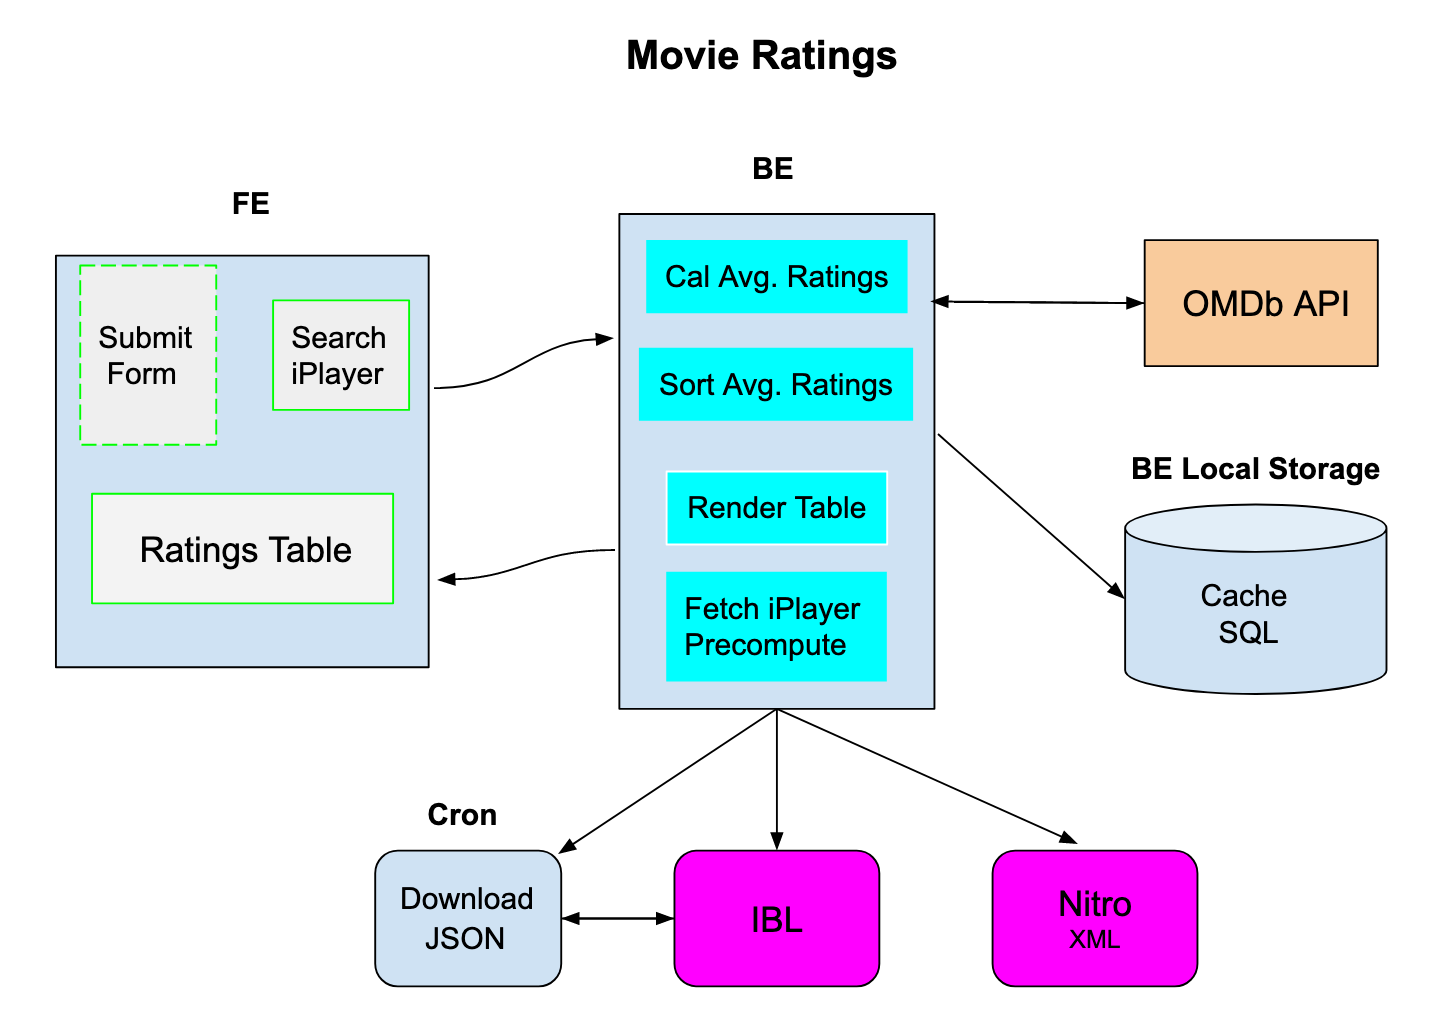 Movie Ratings
FE
Submit
Form
Search
iPlayer
Ratings Table
BE
Cal Avg. Ratings
Sort Avg. Ratings
Render Table
Fetch iPlayer
Precompute
OMDb API
BE Local Storage
Cache
SQL
Cron
Download
JSON
IBL
Nitro
XML